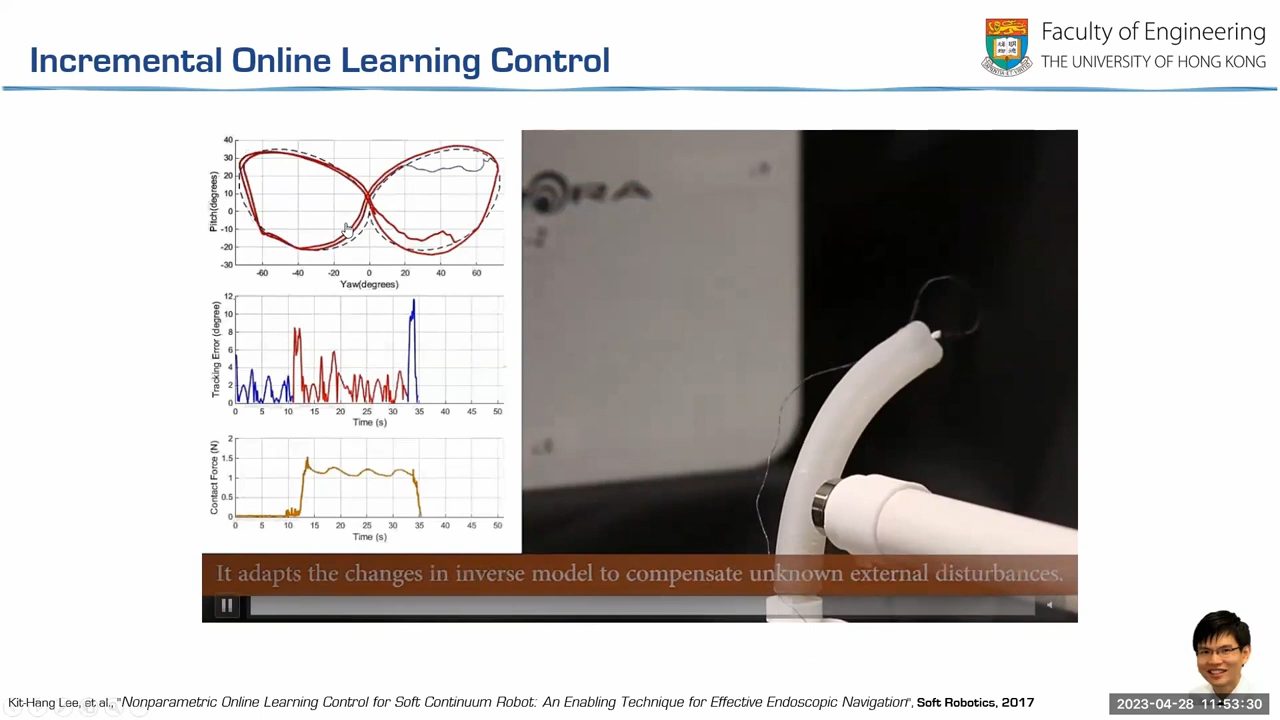 Incremental Online Learning Control
Faculty of Engineering
THE UNIVERSITY OF HONG KONG
40
30
20
10
0
-10
-20
-30
Pitch(degrees)
-60 -40 -20 0 20 40 60
Yaw(degrees)
12
10
8
6
4
2
0
Tracking Error (degree)
0 5 10 15 20 25 30 35 40 45 50
Time (s)
2
1.5
1
0.5
0
Contact Force (N)
0 5 10 15 20 25 30 35 40 45 50
Time (s)
It adapts the changes in inverse model to compensate unknown external disturbances.
Kit-Hang Lee, et al., "Nonparametric Online Learning Control for Soft Continuum Robot: An Enabling Technique for Effective Endoscopic Navigation", Soft Robotics, 2017
2023-04-28 11:53:30